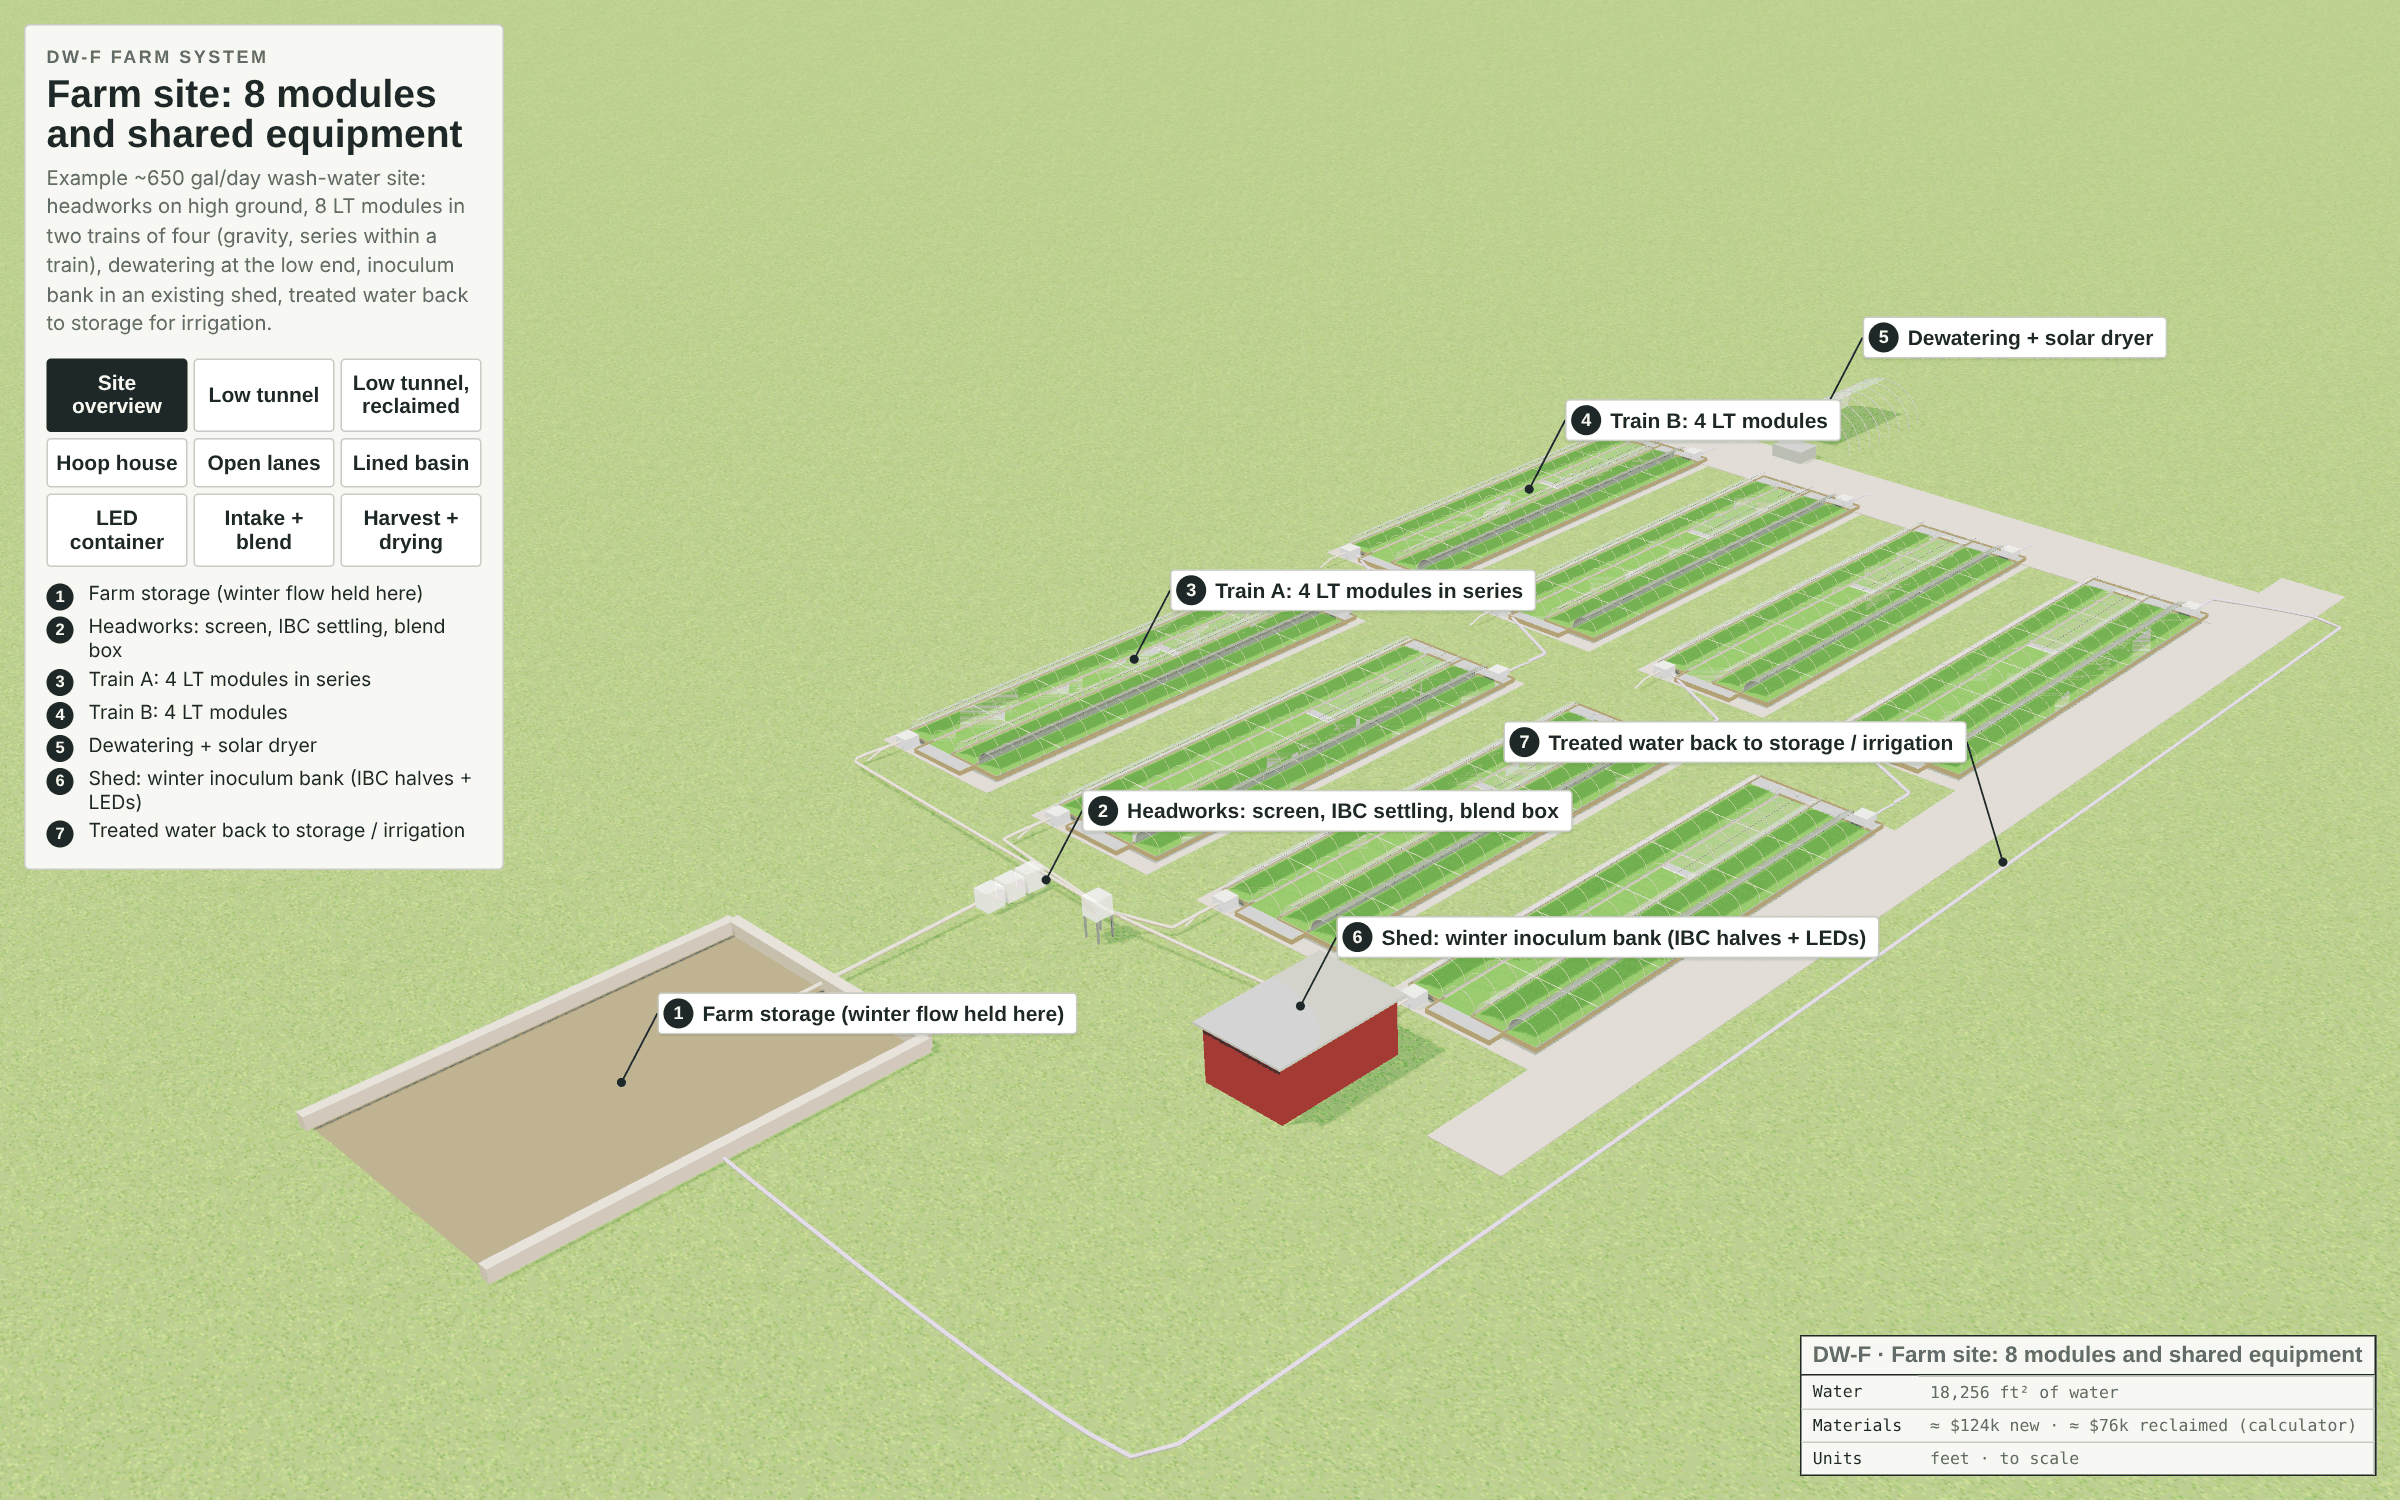 DW-F FARM SYSTEM
Farm site: 8 modules
and shared equipment
Example ~650 gal/day wash-water site:
headworks on high ground, 8 LT modules in
two trains of four (gravity, series within a
train), dewatering at the low end, inoculum
bank in an existing shed, treated water back
to storage for irrigation.
Site
overview
Low tunnel
Low tunnel,
reclaimed
Hoop house
Open lanes
Lined basin
LED
container
Intake +
blend
Harvest +
drying
1 Farm storage (winter flow held here)
2 Headworks: screen, IBC settling, blend
box
3 Train A: 4 LT modules in series
4 Train B: 4 LT modules
5 Dewatering + solar dryer
6 Shed: winter inoculum bank (IBC halves +
LEDs)
7 Treated water back to storage / irrigation
5 Dewatering + solar dryer
4 Train B: 4 LT modules
3 Train A: 4 LT modules in series
7 Treated water back to storage / irrigation
2 Headworks: screen, IBC settling, blend box
6 Shed: winter inoculum bank (IBC halves + LEDs)
1 Farm storage (winter flow held here)
DW-F · Farm site: 8 modules and shared equipment
Water 18,256 ft² of water
Materials ≈ $124k new · ≈ $76k reclaimed (calculator)
Units feet · to scale